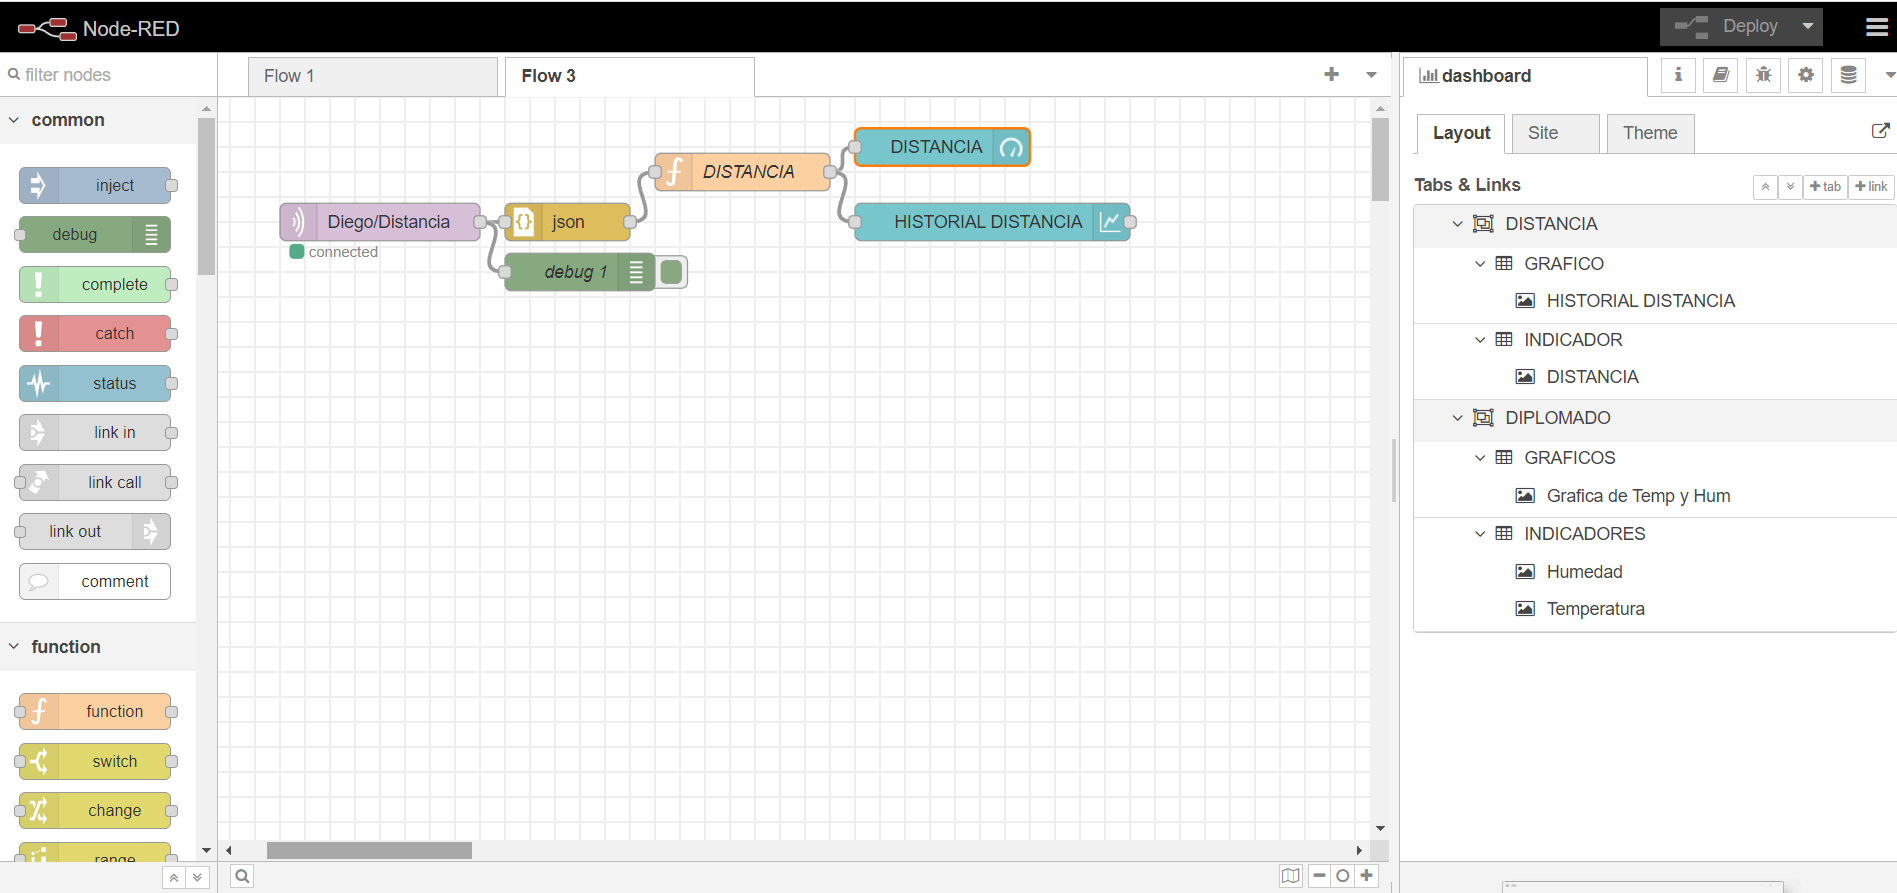 Node-RED
Deploy
filter nodes
Flow 1
Flow 3
dashboard
common
inject
debug
complete
catch
status
link in
link call
link out
comment
function
function
switch
change
range
Diego/Distancia
connected
json
debug 1
DISTANCIA
DISTANCIA
HISTORIAL DISTANCIA
Layout
Site
Theme
Tabs & Links
tab
link
DISTANCIA
GRAFICO
HISTORIAL DISTANCIA
INDICADOR
DISTANCIA
DIPLOMADO
GRAFICOS
Grafica de Temp y Hum
INDICADORES
Humedad
Temperatura